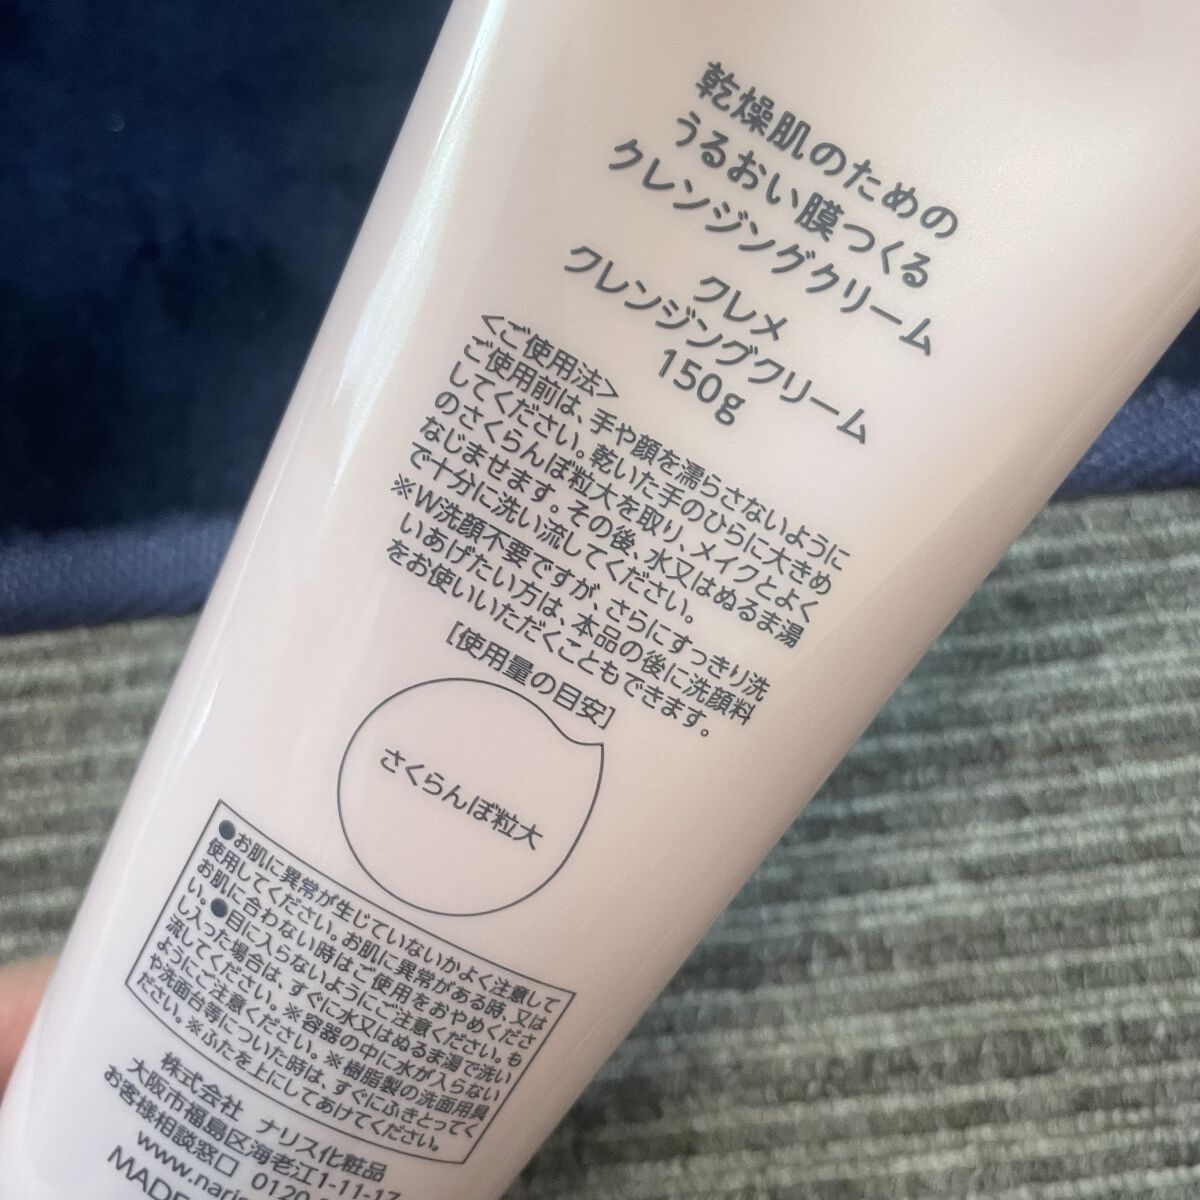 乾燥肌のための
うるおい膜つくる
クレンジングクリーム
クレメ
クレンジングクリーム
150g
<ご使用法>
ご使用前は、手や顔を濡らさないように
してください。乾いた手のひらに大きめ
のさくらんぼ粒大を取り、メイクとよく
なじませます。その後、水又はぬるま湯
で十分に洗い流してください。
※W洗顔不要ですが、さらにすっきり洗
いあげたい方は、本品の後に洗顔料
をお使いいただくこともできます。
[使用量の目安]
さくらんぼ粒大
●お肌に異常が生じていないかよく注意して
使用してください。お肌に異常がある時、又は
お肌に合わない時はご使用をおやめくださ
い。●目に入らないようにご注意ください。も
し入った場合は、すぐに水又はぬるま湯で洗い
流してください。※容器の中に水が入らない
ようにご注意ください。※樹脂製の洗面用具
や洗面台等についた時は、すぐにふきとってく
ださい。※ふたを上にしてあけてください。
株式会社 ナリス化粧品
大阪市福島区海老江1-11-17
お客様相談窓口 0120-
www.naris
MADE